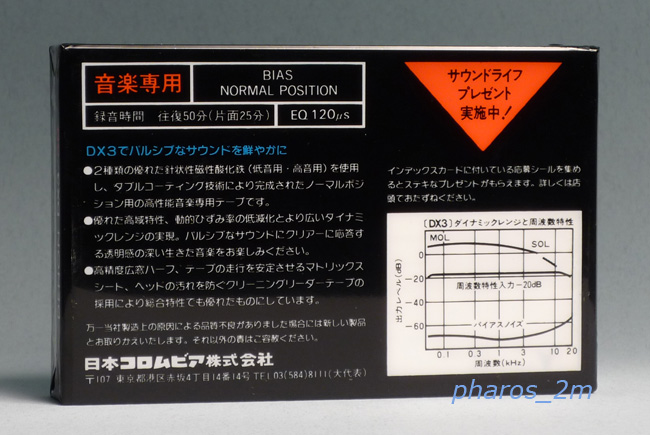 音楽専用
BIAS
NORMAL POSITION
録音時間 往復50分(片面25分)
EQ 120μs
サウンドライフ
プレゼント
実施中!
DX3でパルシブなサウンドを鮮やかに
●2種類の優れた針状性磁性酸化鉄(低音用・高音用)を使用
し、ダブルコーティング技術により完成されたノーマルポジ
ション用の高性能音楽専用テープです。
●優れた高域特性、動的ひずみ率の低減化とより広いダイナミ
ックレンジの実現。パルシブなサウンドにクリアーに応答す
る透明感の深い生きた音楽をお楽しみください。
●高精度広窓ハーフ、テープの走行を安定させるマトリックス
シート、ヘッドの汚れを防ぐクリーニングリーダーテープの
採用により総合特性でも優れたものにしています。
万一当社製造上の原因による品質不良がありました場合には新しい製品
とお取りかえいたします。それ以外の責はご容赦ください。
日本コロムビア株式会社
〒107 東京都港区赤坂4丁目14番14号 TEL 03(584)8111(大代表)
インデックスカードに付いている応募シールを集め
るとステキなプレゼントがもらえます。詳しくは店
頭でおたずねください。
〔DX3〕ダイナミックレンジと周波数特性
MOL
SOL
0
-20
周波数特性入力-20dB
出力レベル(dB)
-60
バイアスノイズ
0.1 0.3 1 3 10 20
周波数(kHz)
pharos_2m